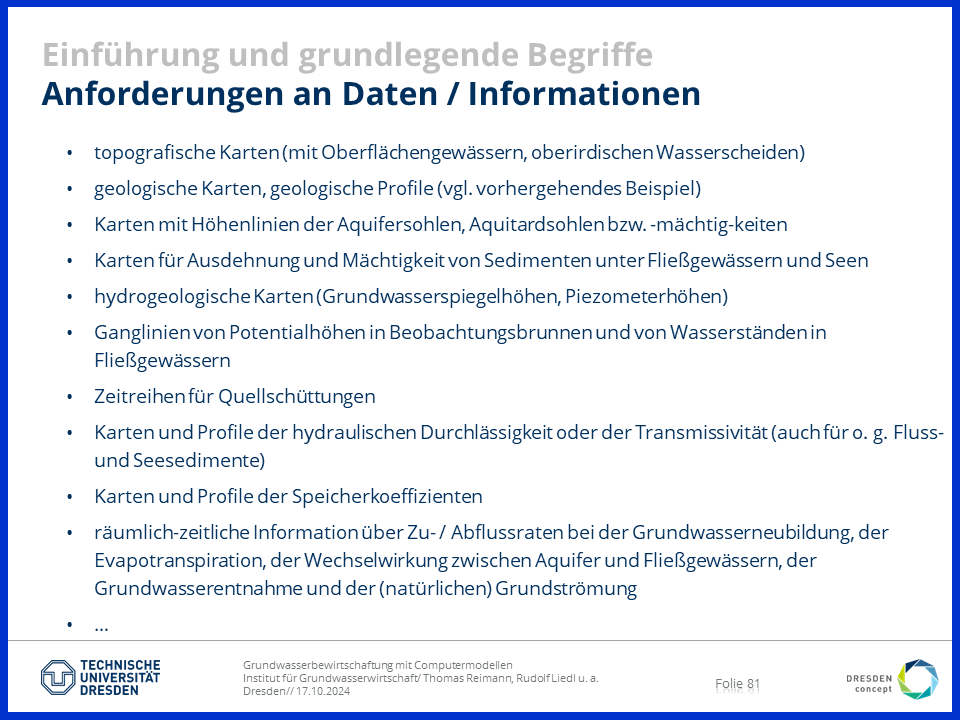 Einführung und grundlegende Begriffe
Anforderungen an Daten / Informationen
• topografische Karten (mit Oberflächengewässern, oberirdischen Wasserscheiden)
• geologische Karten, geologische Profile (vgl. vorhergehendes Beispiel)
• Karten mit Höhenlinien der Aquifersohlen, Aquitardsohlen bzw. -mächtig-keiten
• Karten für Ausdehnung und Mächtigkeit von Sedimenten unter Fließgewässern und Seen
• hydrogeologische Karten (Grundwasserspiegelhöhen, Piezometerhöhen)
• Ganglinien von Potentialhöhen in Beobachtungsbrunnen und von Wasserständen in
Fließgewässern
• Zeitreihen für Quellschüttungen
• Karten und Profile der hydraulischen Durchlässigkeit oder der Transmissivität (auch für o. g. Fluss-
und Seesedimente)
• Karten und Profile der Speicherkoeffizienten
• räumlich-zeitliche Information über Zu- / Abflussraten bei der Grundwasserneubildung, der
Evapotranspiration, der Wechselwirkung zwischen Aquifer und Fließgewässern, der
Grundwasserentnahme und der (natürlichen) Grundströmung
• ...
TECHNISCHE
UNIVERSITÄT
DRESDEN
Grundwasserbewirtschaftung mit Computermodellen
Institut für Grundwasserwirtschaft/ Thomas Reimann, Rudolf Liedl u. a.
Dresden// 17.10.2024
Folie 81
DRESDEN
concept